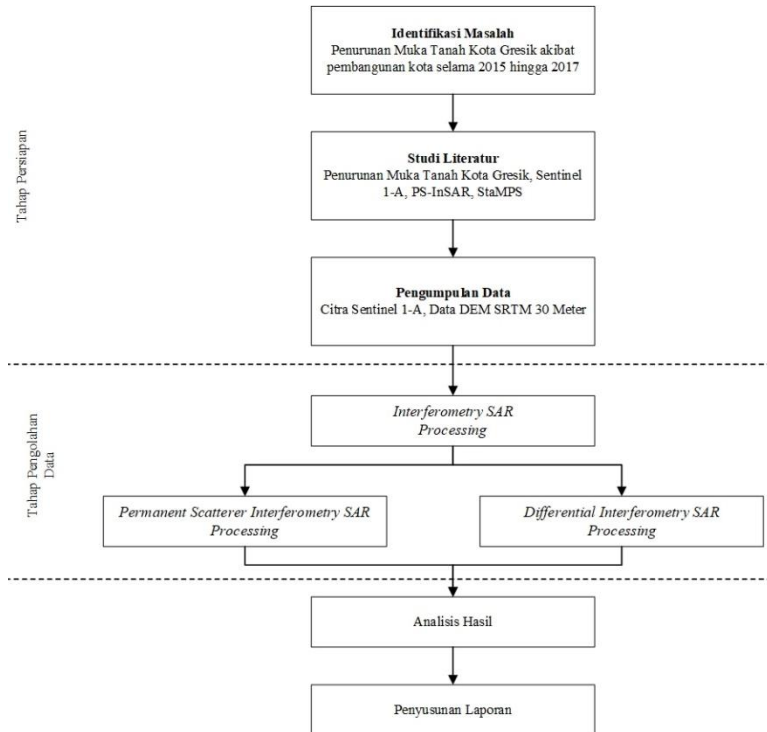 Identifikasi Masalah
Penurunan Muka Tanah Kota Gresik akibat
pembangunan kota selama 2015 hingga 2017
Tahap Persiapan
Studi Literatur
Penurunan Muka Tanah Kota Gresik, Sentinel
1-A, PS-InSAR, StaMPS
Pengumpulan Data
Citra Sentinel 1-A, Data DEM SRTM 30 Meter
Tahap Pengolahan
Data
Interferometry SAR
Processing
Permanent Scatterer Interferometry SAR
Processing
Differential Interferometry SAR
Processing
Analisis Hasil
Penyusunan Laporan